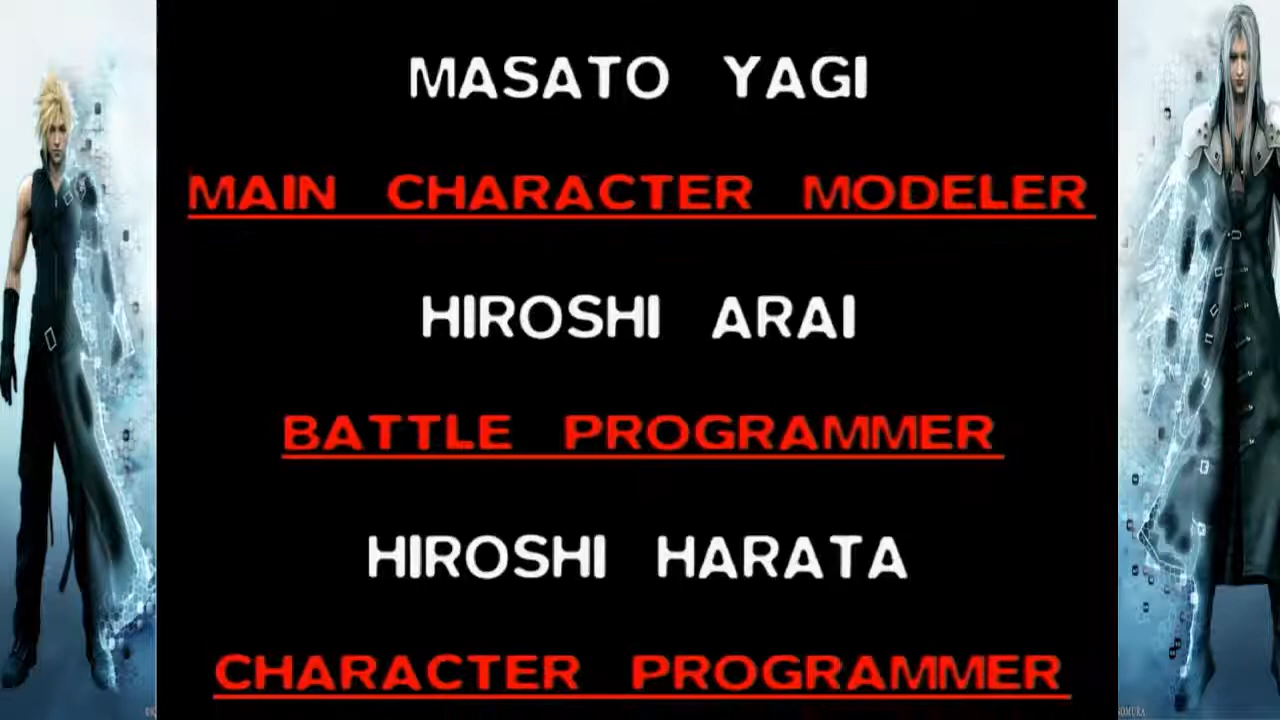 MASATO YAGI
MAIN CHARACTER MODELER
HIROSHI ARAI
BATTLE PROGRAMMER
HIROSHI HARATA
CHARACTER PROGRAMMER